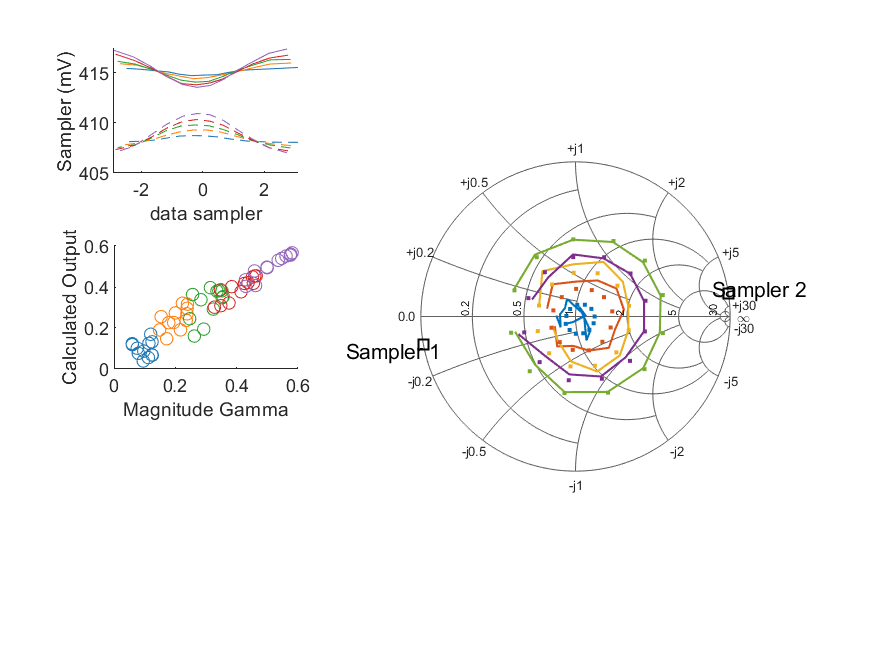 Sampler (mV)
415
410
405
-2
0
2
data sampler
Calculated Output
0.6
0.4
0.2
0
0
0.2
0.4
0.6
Magnitude Gamma
+j1
+j0.5
+j2
+j0.2
+j5
Sampler 2
0.0
0.2
0.5
1
2
5
30
+j30
∞
-j30
Sampler 1
-j0.2
-j5
-j0.5
-j2
-j1